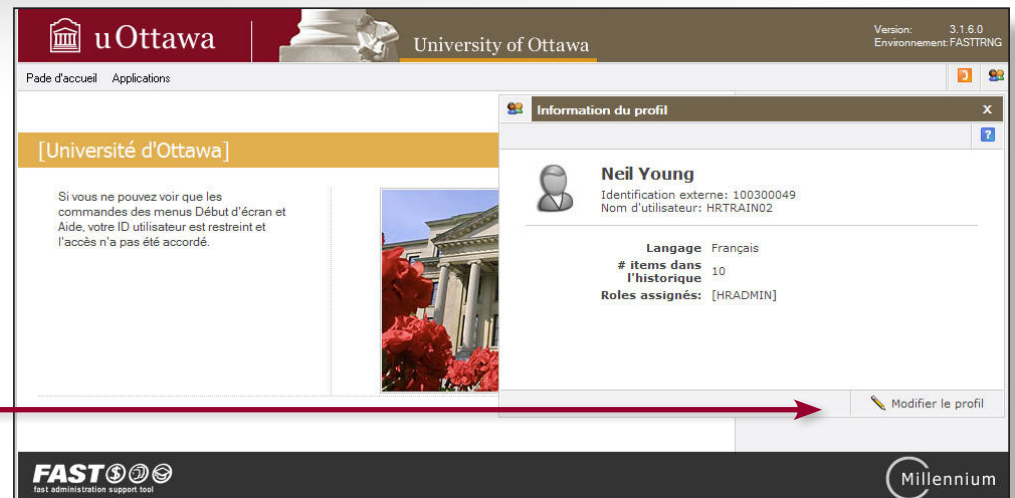 uOttawa
University of Ottawa
Version: 3.1.6.0
Environnement: FASTTRNG
Pade d'accueil Applications
Information du profil X
?
[Université d'Ottawa]
Neil Young
Identification externe: 100300049
Nom d'utilisateur: HRTRAIN02
Si vous ne pouvez voir que les
commandes des menus Début d'écran et
Aide, votre ID utilisateur est restreint et
l'accès n'a pas été accordé.
Langage Français
# items dans
l'historique 10
Roles assignés: [HRADMIN]
Modifier le profil
FAST
fast administration support tool
Millennium